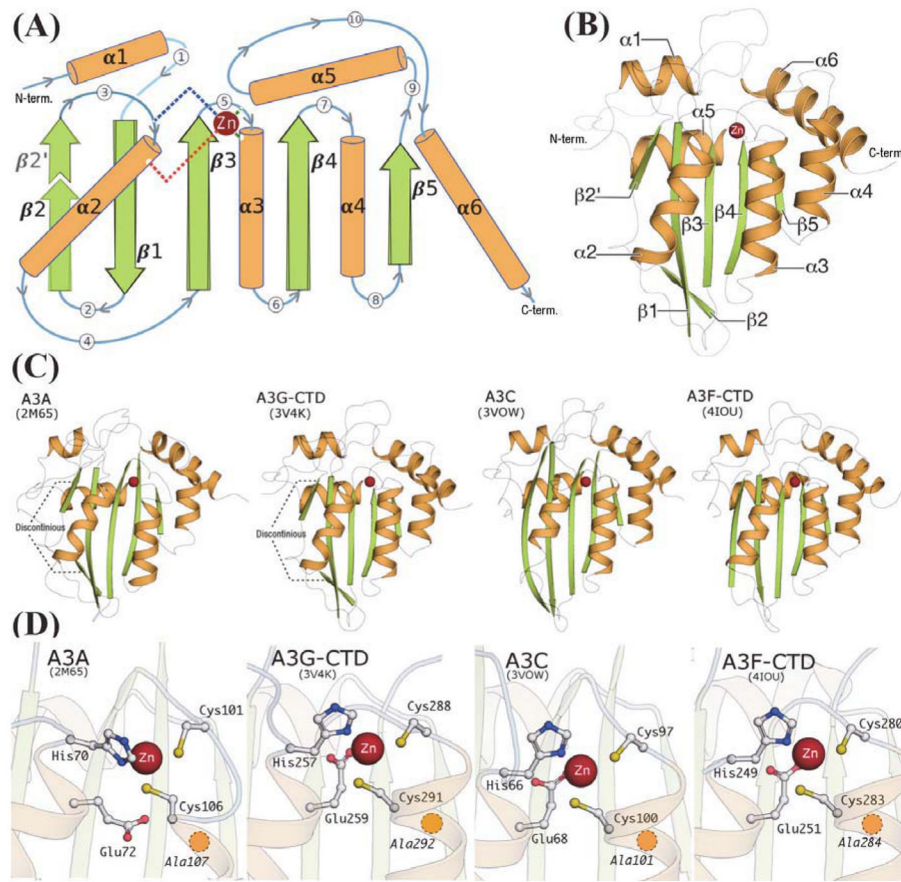 (A)
α1
①
N-term.
③
⑤
Zn
⑩
α5
⑦
⑨
β2'
β2
α2
β1
β3
α3
β4
α4
β5
α6
②
④
⑥
⑧
C-term.
(B)
α1
α6
α5
Zn
N-term.
C-term.
β2'
α4
β4
β3
β5
α2
α3
β1
β2
(C)
A3A
(2M65)
Discontinious
A3G-CTD
(3V4K)
Discontinious
A3C
(3VOW)
A3F-CTD
(4IOU)
(D)
A3A
(2M65)
Cys101
His70
Zn
Cys106
Glu72
Ala107
A3G-CTD
(3V4K)
Cys288
Zn
His257
Cys291
Glu259
Ala292
A3C
(3VOW)
Cys97
Zn
His66
Cys100
Glu68
Ala101
A3F-CTD
(4IOU)
Cys280
Zn
His249
Cys283
Glu251
Ala284